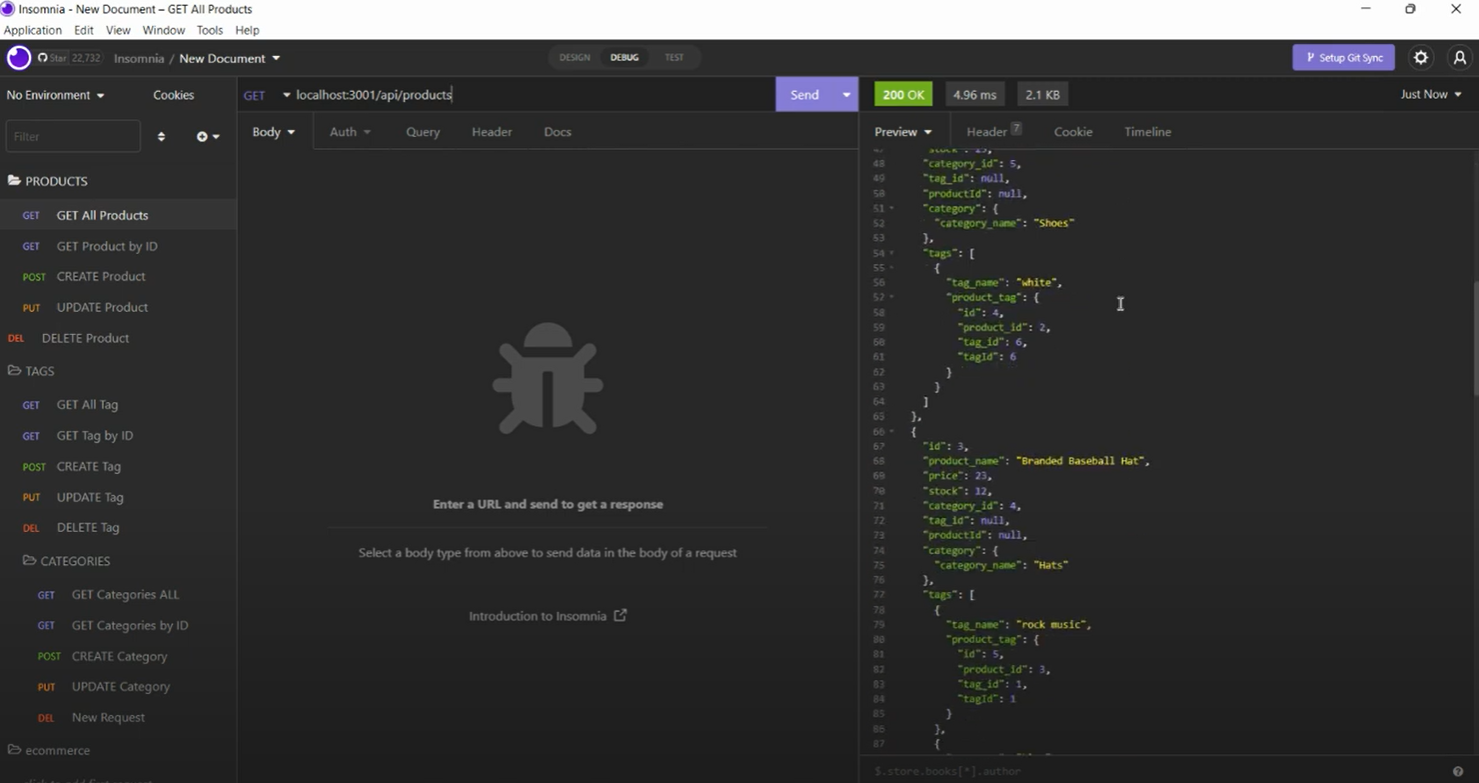 Insomnia - New Document – GET All Products
Application Edit View Window Tools Help
Star 22,732
Insomnia / New Document
DESIGN DEBUG TEST
Setup Git Sync
No Environment
Cookies
GET localhost:3001/api/products
Send
200 OK
4.96 ms
2.1 KB
Just Now
Filter
Body
Auth
Query
Header
Docs
Preview
Header 7
Cookie
Timeline
PRODUCTS
GET GET All Products
GET GET Product by ID
POST CREATE Product
PUT UPDATE Product
DEL DELETE Product
TAGS
GET GET All Tag
GET GET Tag by ID
POST CREATE Tag
PUT UPDATE Tag
DEL DELETE Tag
CATEGORIES
GET GET Categories ALL
GET GET Categories by ID
POST CREATE Category
PUT UPDATE Category
DEL New Request
ecommerce
Enter a URL and send to get a response
Select a body type from above to send data in the body of a request
Introduction to Insomnia
48 "category_id": 5,
49 "tag_id": null,
50 "productId": null,
51 "category": {
52 "category_name": "Shoes"
53 },
54 "tags": [
55 {
56 "tag_name": "white",
57 "product_tag": {
58 "id": 4,
59 "product_id": 2,
60 "tag_id": 6,
61 "tagId": 6
62 }
63 }
64 ]
65 },
66 {
67 "id": 3,
68 "product_name": "Branded Baseball Hat",
69 "price": 23,
70 "stock": 12,
71 "category_id": 4,
72 "tag_id": null,
73 "productId": null,
74 "category": {
75 "category_name": "Hats"
76 },
77 "tags": [
78 {
79 "tag_name": "rock music",
80 "product_tag": {
81 "id": 5,
82 "product_id": 3,
83 "tag_id": 1,
84 "tagId": 1
85 }
86 },
87 {
$.store.books[*].author